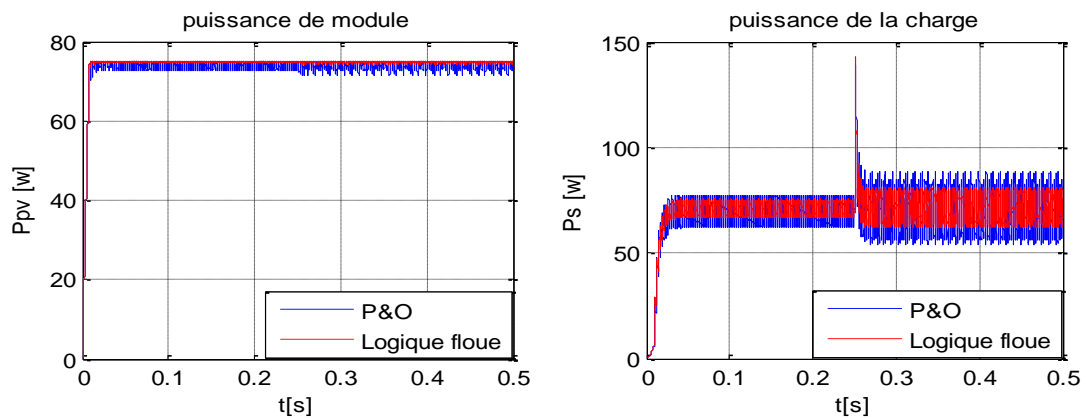 puissance de module
80
60
40
20
0
Ppv [w]
P&O
Logique floue
0 0.1 0.2 0.3 0.4 0.5
t[s]
puissance de la charge
150
100
50
0
Ps [w]
P&O
Logique floue
0 0.1 0.2 0.3 0.4 0.5
t[s]